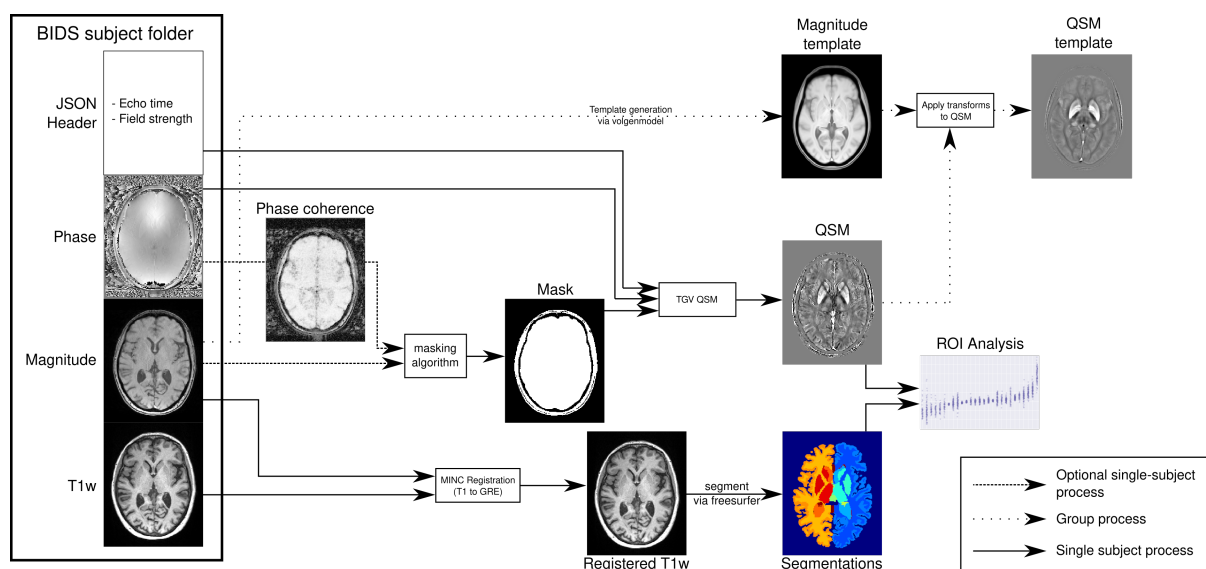 BIDS subject folder
JSON
Header
- Echo time
- Field strength
Phase
Magnitude
T1w
Phase coherence
Template generation
via volgenmodel
Magnitude
template
Apply transforms
to QSM
QSM
template
masking
algorithm
Mask
TGV QSM
QSM
ROI Analysis
MINC Registration
(T1 to GRE)
Registered T1w
segment
via freesurfer
Segmentations
Optional single-subject
process
Group process
Single subject process